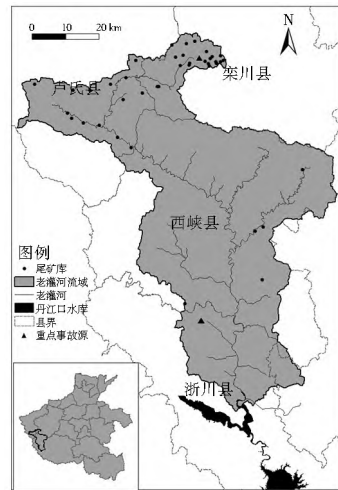 0 10 20 km
N
栾川县
卢氏县
西峡县
图例
尾矿库
老灌河流域
老灌河
丹江口水库
县界
重点事故源
淅川县